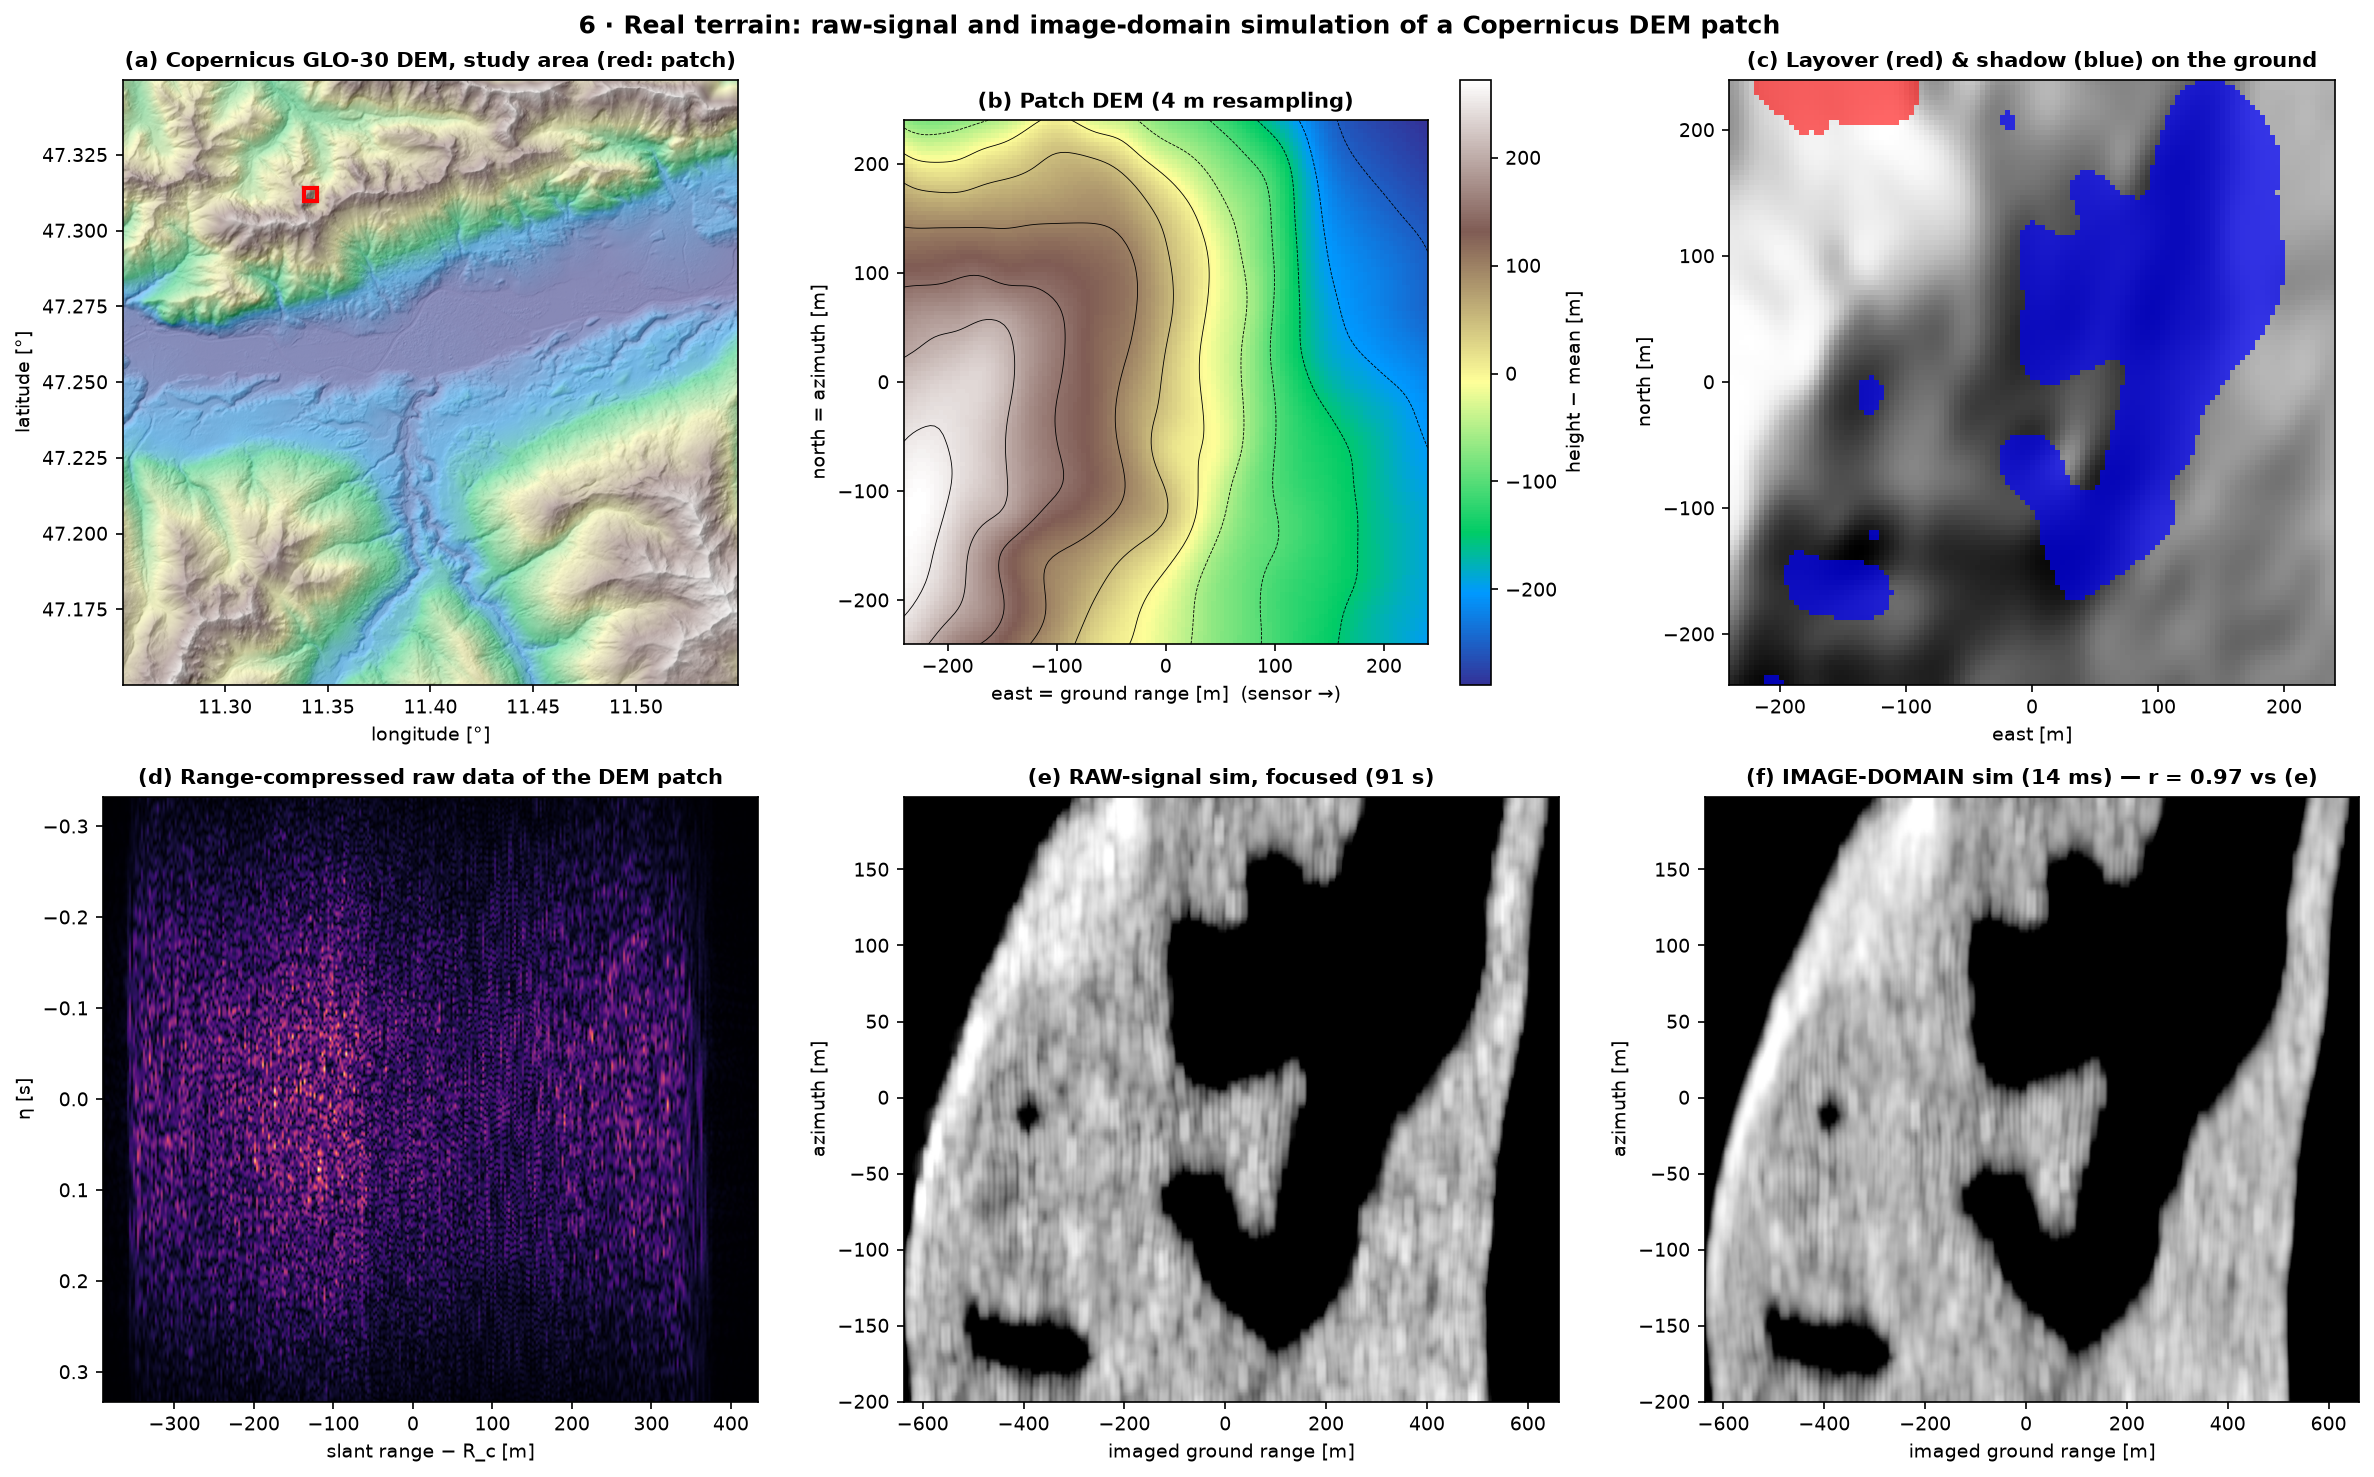 6 · Real terrain: raw-signal and image-domain simulation of a Copernicus DEM patch
(a) Copernicus GLO-30 DEM, study area (red: patch)
47.325
47.300
47.275
47.250
47.225
47.200
47.175
latitude [°]
11.30 11.35 11.40 11.45 11.50
longitude [°]
(b) Patch DEM (4 m resampling)
200
100
0
−100
−200
north = azimuth [m]
−200 −100 0 100 200
east = ground range [m] (sensor →)
200
100
0
−100
−200
height − mean [m]
(c) Layover (red) & shadow (blue) on the ground
200
100
0
−100
−200
north [m]
−200 −100 0 100 200
east [m]
(d) Range-compressed raw data of the DEM patch
−0.3
−0.2
−0.1
0.0
0.1
0.2
0.3
η [s]
−300 −200 −100 0 100 200 300 400
slant range − R_c [m]
(e) RAW-signal sim, focused (91 s)
150
100
50
0
−50
−100
−150
−200
azimuth [m]
−600 −400 −200 0 200 400 600
imaged ground range [m]
(f) IMAGE-DOMAIN sim (14 ms) — r = 0.97 vs (e)
150
100
50
0
−50
−100
−150
−200
azimuth [m]
−600 −400 −200 0 200 400 600
imaged ground range [m]